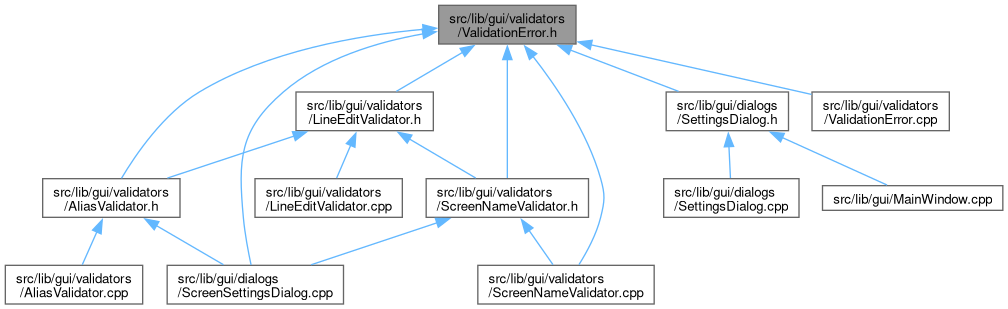 src/lib/gui/validators
/ValidationError.h
src/lib/gui/validators
/LineEditValidator.h
src/lib/gui/dialogs
/SettingsDialog.h
src/lib/gui/validators
/ValidationError.cpp
src/lib/gui/validators
/AliasValidator.h
src/lib/gui/validators
/LineEditValidator.cpp
src/lib/gui/validators
/ScreenNameValidator.h
src/lib/gui/dialogs
/SettingsDialog.cpp
src/lib/gui/MainWindow.cpp
src/lib/gui/validators
/AliasValidator.cpp
src/lib/gui/dialogs
/ScreenSettingsDialog.cpp
src/lib/gui/validators
/ScreenNameValidator.cpp